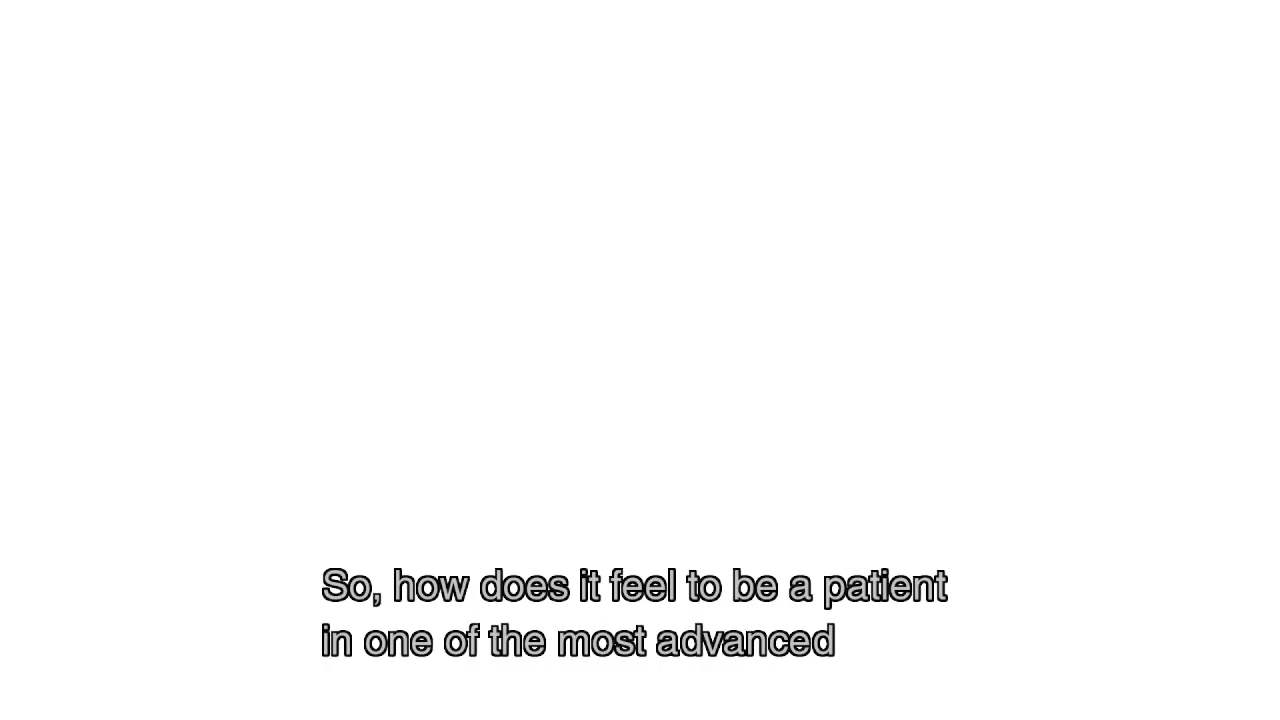 So, how does it feel to be a patient
in one of the most advanced